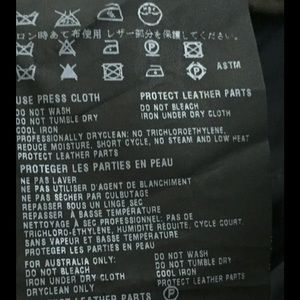 ロン時あて布使用 レザー部分を保護してください。
P
P
ASTM
USE PRESS CLOTH PROTECT LEATHER PARTS
DO NOT WASH DO NOT BLEACH
DO NOT TUMBLE DRY IRON UNDER DRY CLOTH
COOL IRON
PROFESSIONALLY DRYCLEAN: NO TRICHLOROETHYLENE,
REDUCE MOISTURE, SHORT CYCLE, NO STEAM AND LOW HEAT
PROTECT LEATHER PARTS
PROTEGER LES PARTIES EN PEAU
NE PAS LAVER
NE PAS UTILISER D'AGENT DE BLANCHIMENT
NE PAS SÉCHER PAR CULBUTAGE
REPASSER SOUS UN LINGE SEC
REPASSER À BASSE TEMPÉRATURE
NETTOYAGE À SEC PROFESSIONNEL: PAS DE
TRICHLORO-ÉTHYLENE, HUMIDITÉ RÉDUITE, CYCLE COURT,
SANS VAPEUR ET BASSE TEMPÉRATURE
PROTEGER LES PARTIES EN PEAU
FOR AUSTRALIA ONLY: DO NOT WASH
DO NOT BLEACH DO NOT TUMBLE DRY
IRON UNDER DRY CLOTH COOL IRON
DRYCLEAN ONLY PROTECT LEATHER PARTS